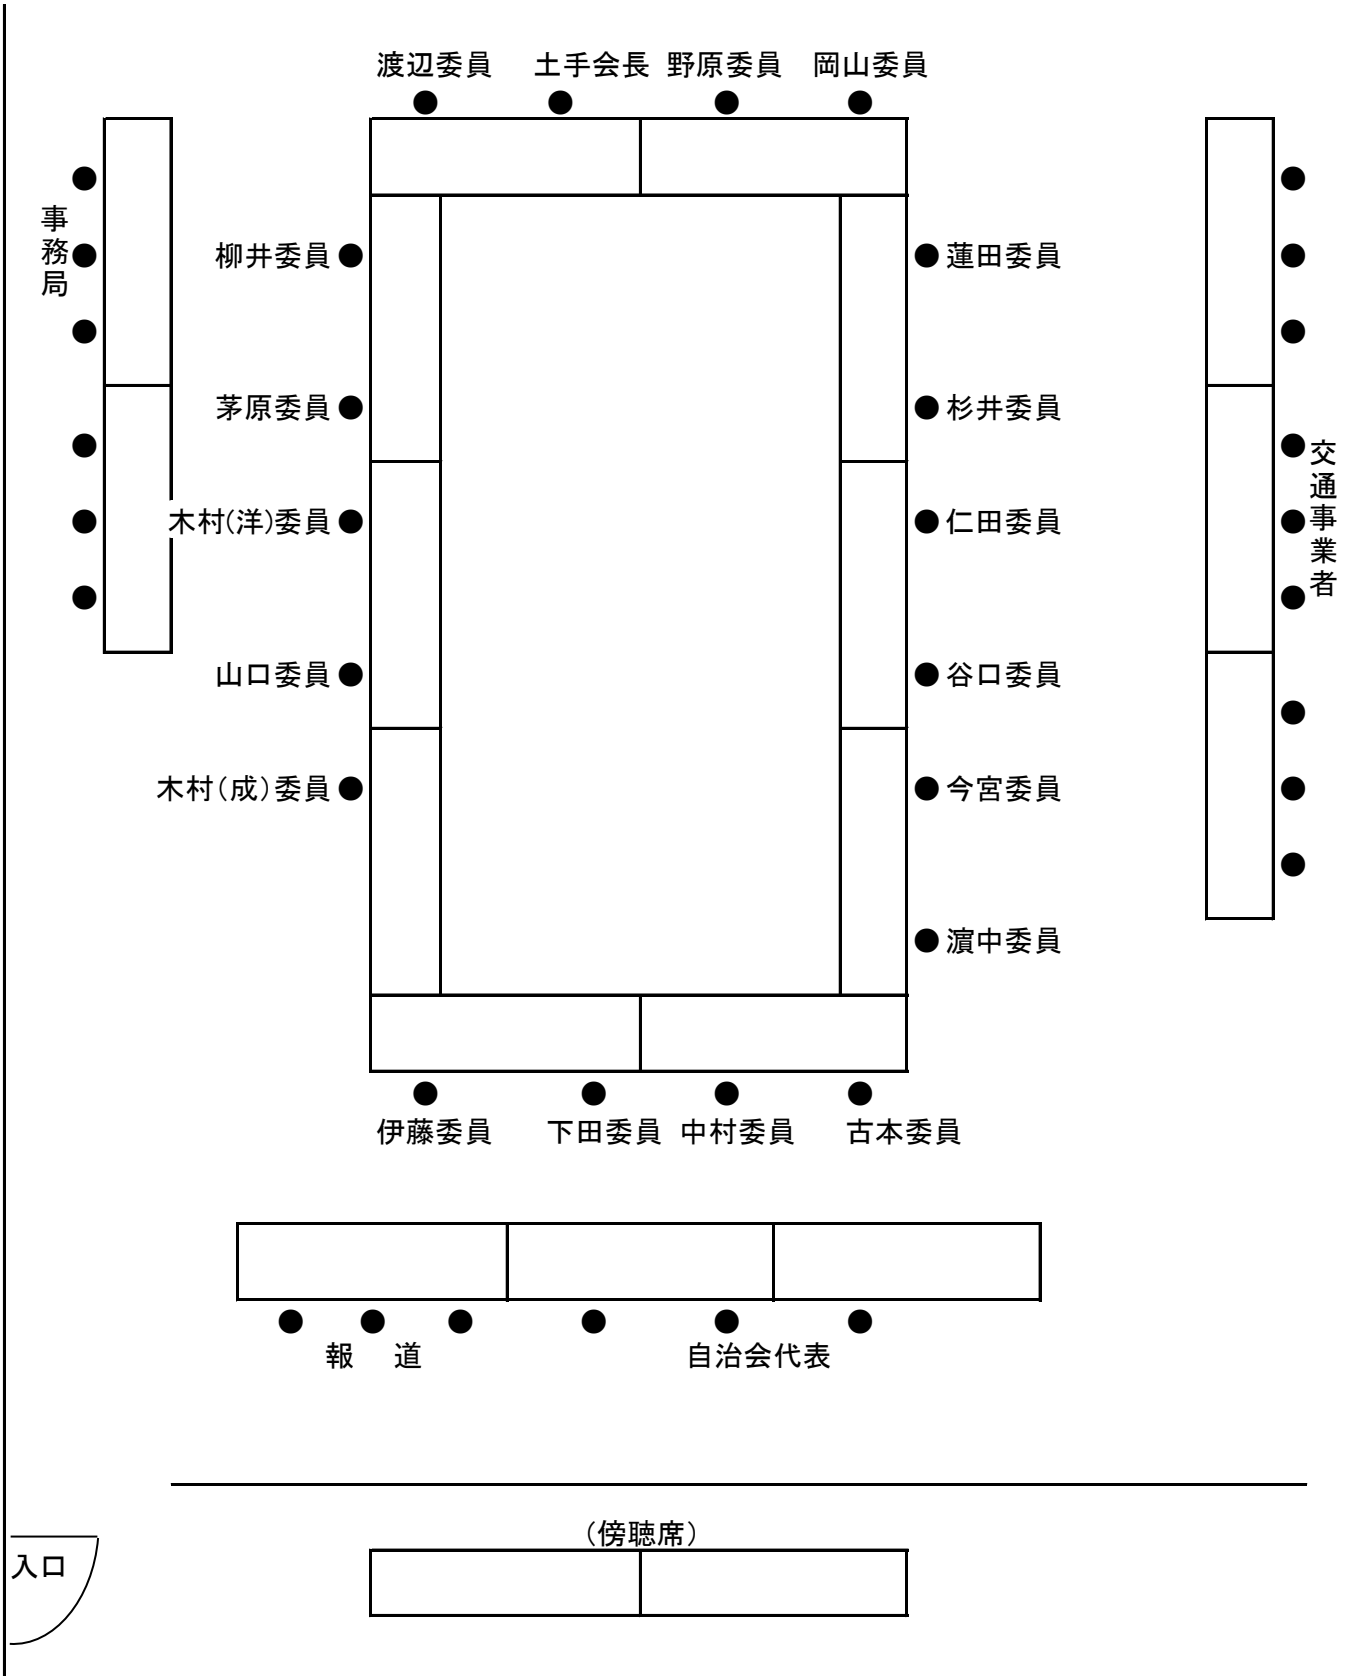 渡辺委員 土手会長 野原委員 岡山委員
事務局
柳井委員
蓮田委員
茅原委員
杉井委員
交通事業者
木村(洋)委員
仁田委員
山口委員
谷口委員
木村(成)委員
今宮委員
濵中委員
伊藤委員 下田委員 中村委員 古本委員
報 道
自治会代表
(傍聴席)
入口